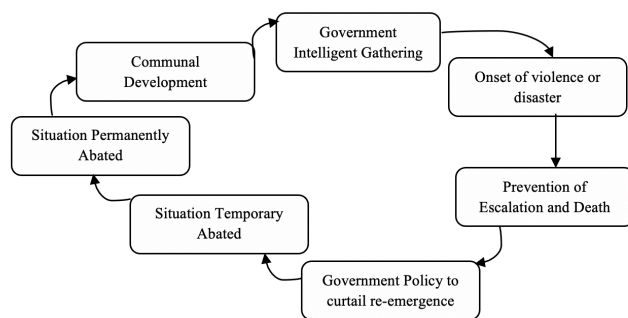 Government
Intelligent Gathering
Communal
Development
Onset of violence or
disaster
Situation Permanently
Abated
Prevention of
Escalation and Death
Situation Temporary
Abated
Government Policy to
curtail re-emergence